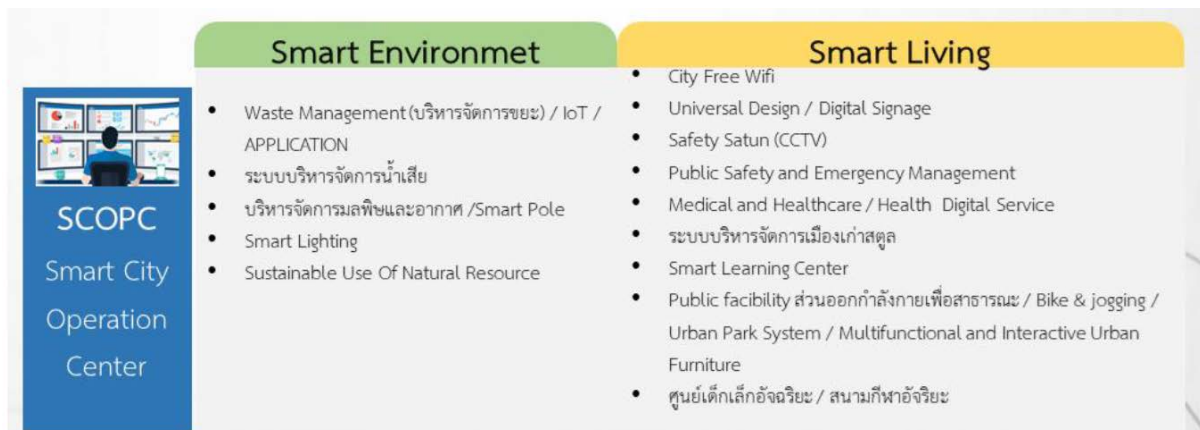 Smart Environmet
• Waste Management (บริหารจัดการขยะ) / IoT /
APPLICATION
• ระบบบริหารจัดการน้ำเสีย
• บริหารจัดการมลพิษและอากาศ /Smart Pole
• Smart Lighting
• Sustainable Use Of Natural Resource
Smart Living
• City Free Wifi
• Universal Design / Digital Signage
• Safety Satun (CCTV)
• Public Safety and Emergency Management
• Medical and Healthcare / Health Digital Service
• ระบบบริหารจัดการเมืองเก่าสตูล
• Smart Learning Center
• Public facibility ส่วนออกกำลังกายเพื่อสาธารณะ / Bike & jogging /
Urban Park System / Multifunctional and Interactive Urban
Furniture
• ศูนย์เด็กเล็กอัจฉริยะ / สนามกีฬาอัจริยะ
SCOPC
Smart City
Operation
Center